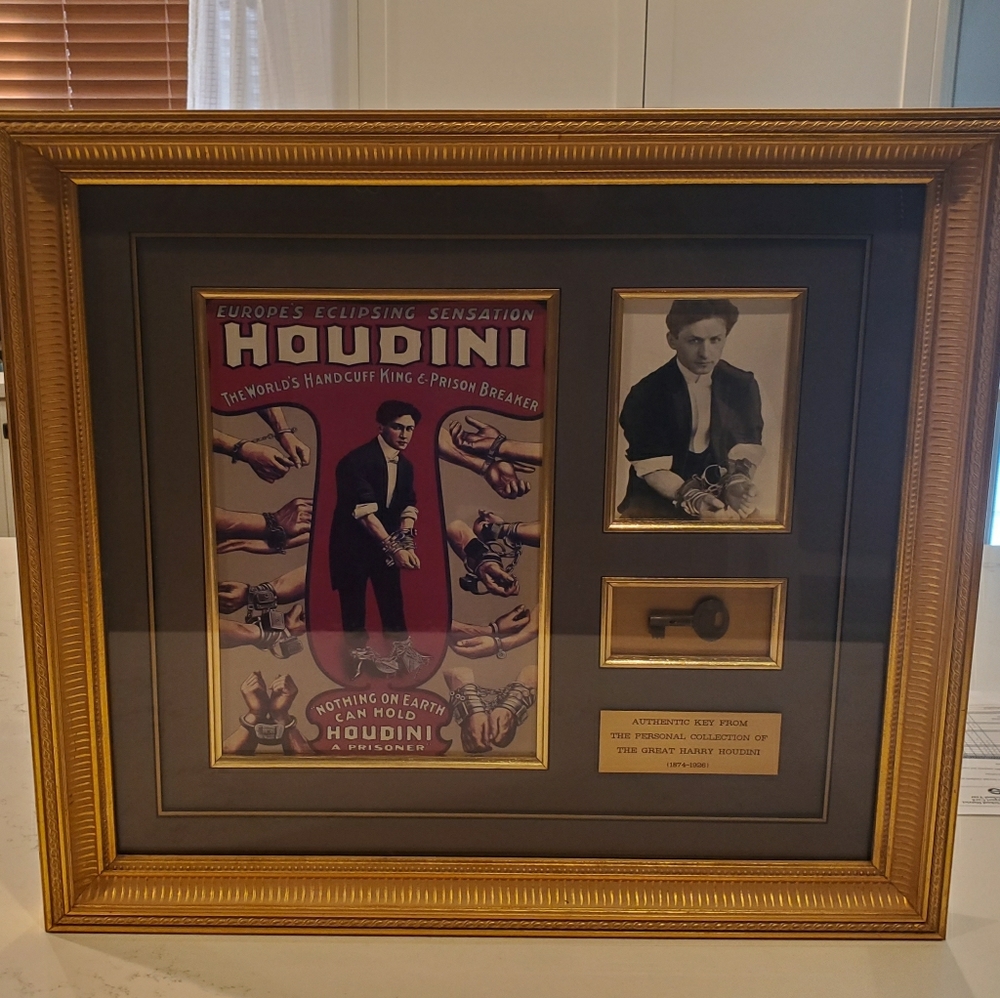 EUROPE'S ECLIPSING SENSATION
HOUDINI
THE WORLD'S HANDCUFF KING & PRISON BREAKER
NOTHING ON EARTH
CAN HOLD
HOUDINI
A PRISONER
AUTHENTIC KEY FROM
THE PERSONAL COLLECTION OF
THE GREAT HARRY HOUDINI
(1874-1926)